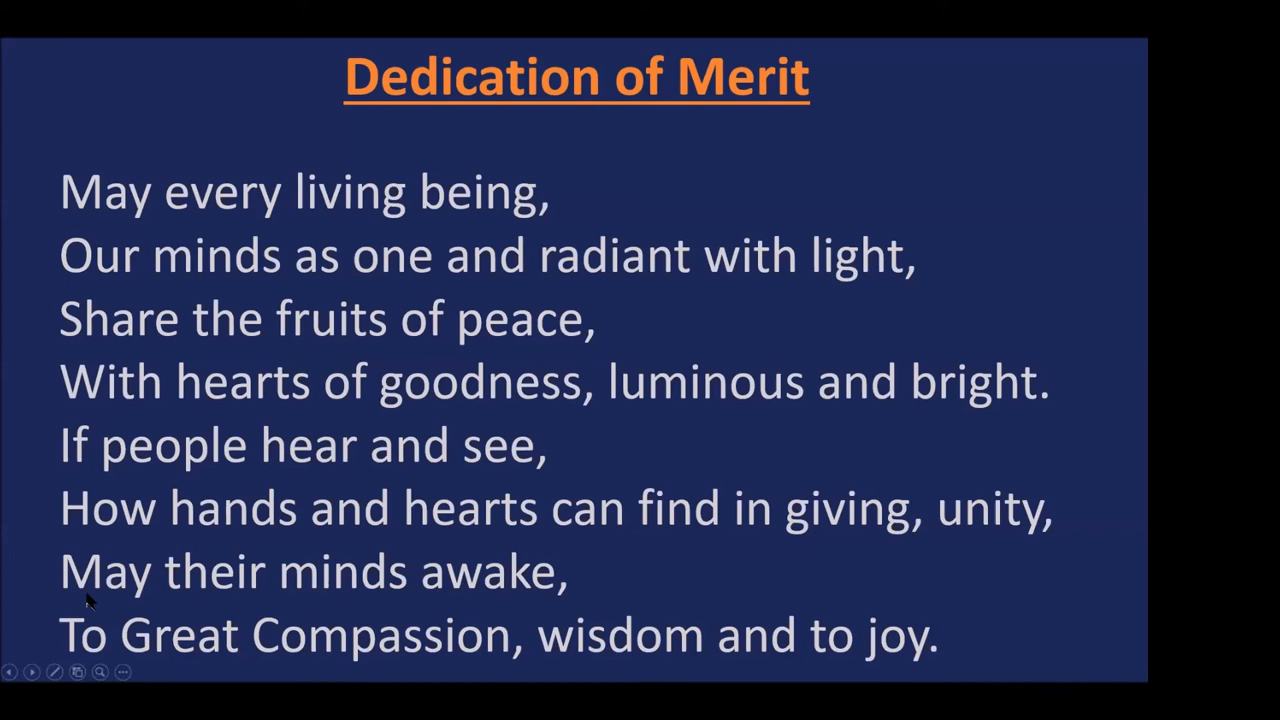 Dedication of Merit
May every living being,
Our minds as one and radiant with light,
Share the fruits of peace,
With hearts of goodness, luminous and bright.
If people hear and see,
How hands and hearts can find in giving, unity,
May their minds awake,
To Great Compassion, wisdom and to joy.